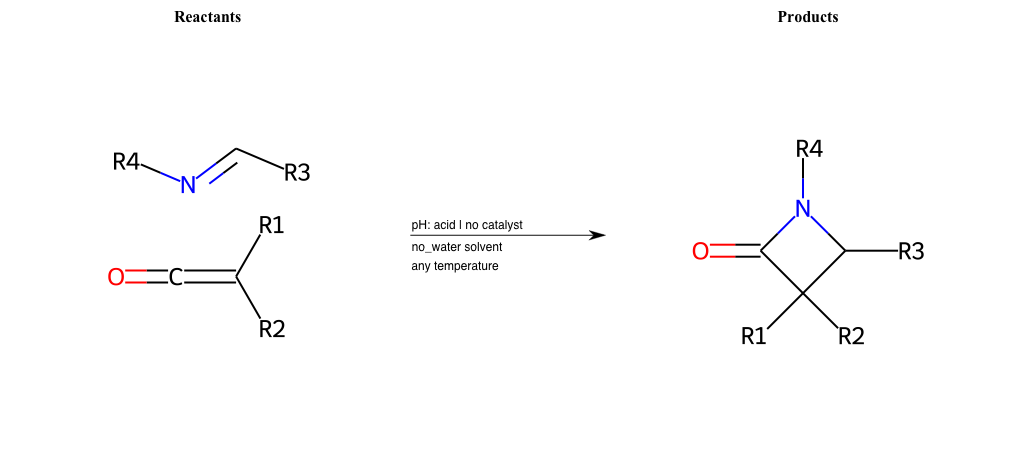 Reactants
Products
R4
N
R3
R1
O
C
R2
pH: acid | no catalyst
no_water solvent
any temperature
R4
N
O
R3
R1
R2